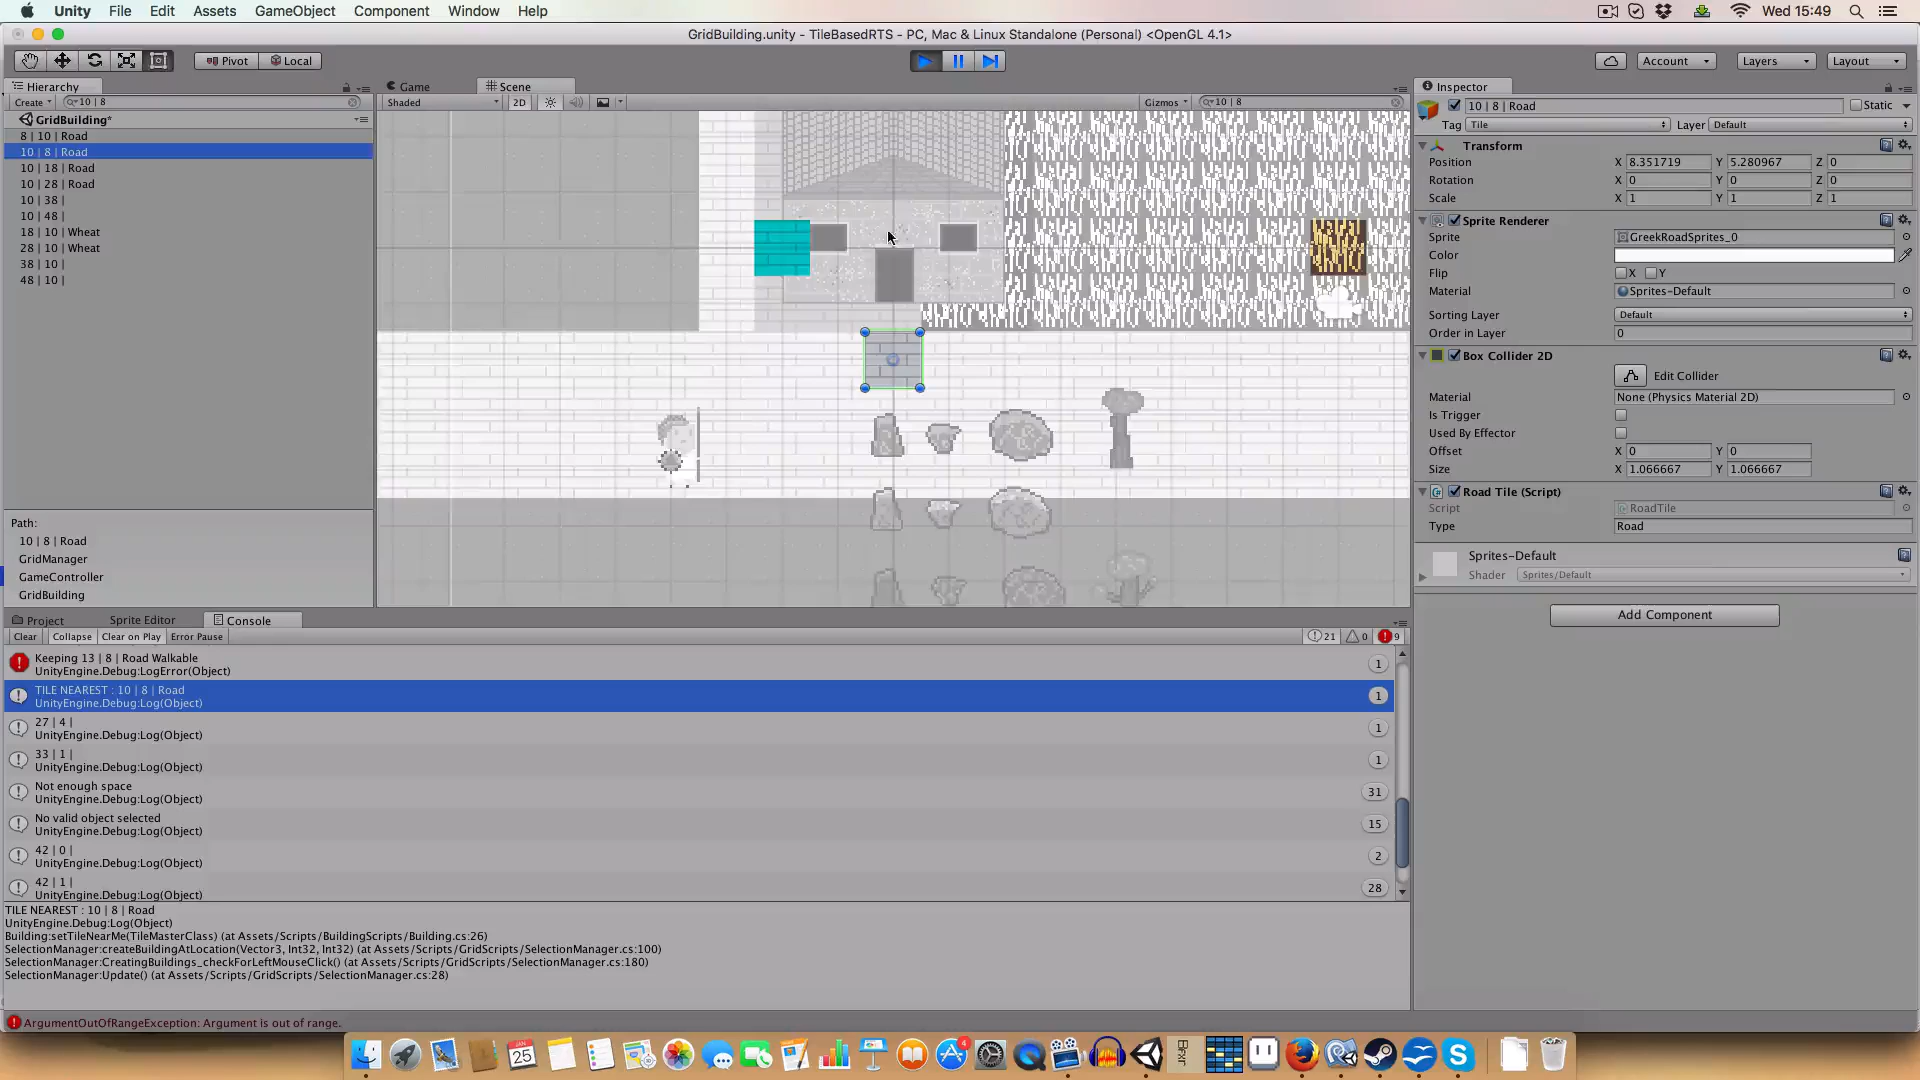 Unity File Edit Assets GameObject Component Window Help Wed 15:49
GridBuilding.unity - TileBasedRTS - PC, Mac & Linux Standalone (Personal) <OpenGL 4.1>
Pivot Local Account Layers Layout
Hierarchy
Create 10 | 8
GridBuilding*
8 | 10 | Road
10 | 8 | Road
10 | 18 | Road
10 | 28 | Road
10 | 38 |
10 | 48 |
18 | 10 | Wheat
28 | 10 | Wheat
38 | 10 |
48 | 10 |
Path:
10 | 8 | Road
GridManager
GameController
GridBuilding
Game Scene
Shaded 2D Gizmos 10 | 8
Inspector
10 | 8 | Road Static
Tag Tile Layer Default
Transform
Position X 8.351719 Y 5.280967 Z 0
Rotation X 0 Y 0 Z 0
Scale X 1 Y 1 Z 1
Sprite Renderer
Sprite GreekRoadSprites_0
Color
Flip X Y
Material Sprites-Default
Sorting Layer Default
Order in Layer 0
Box Collider 2D
Edit Collider
Material None (Physics Material 2D)
Is Trigger
Used By Effector
Offset X 0 Y 0
Size X 1.066667 Y 1.066667
Road Tile (Script)
Script RoadTile
Type Road
Sprites-Default
Shader Sprites/Default
Add Component
Project Sprite Editor Console
Clear Collapse Clear on Play Error Pause 21 0 9
Keeping 13 | 8 | Road Walkable
UnityEngine.Debug:LogError(Object) 1
TILE NEAREST : 10 | 8 | Road
UnityEngine.Debug:Log(Object) 1
27 | 4 |
UnityEngine.Debug:Log(Object) 1
33 | 1 |
UnityEngine.Debug:Log(Object) 1
Not enough space
UnityEngine.Debug:Log(Object) 31
No valid object selected
UnityEngine.Debug:Log(Object) 15
42 | 0 |
UnityEngine.Debug:Log(Object) 2
42 | 1 |
UnityEngine.Debug:Log(Object) 28
TILE NEAREST : 10 | 8 | Road
UnityEngine.Debug:Log(Object)
Building:setTileNearMe(TileMasterClass) (at Assets/Scripts/BuildingScripts/Building.cs:26)
SelectionManager:createBuildingAtLocation(Vector3, Int32, Int32) (at Assets/Scripts/GridScripts/SelectionManager.cs:100)
SelectionManager:CreatingBuildings_checkForLeftMouseClick() (at Assets/Scripts/GridScripts/SelectionManager.cs:180)
SelectionManager:Update() (at Assets/Scripts/GridScripts/SelectionManager.cs:28)
ArgumentOutOfRangeException: Argument is out of range.
JAN
25
4